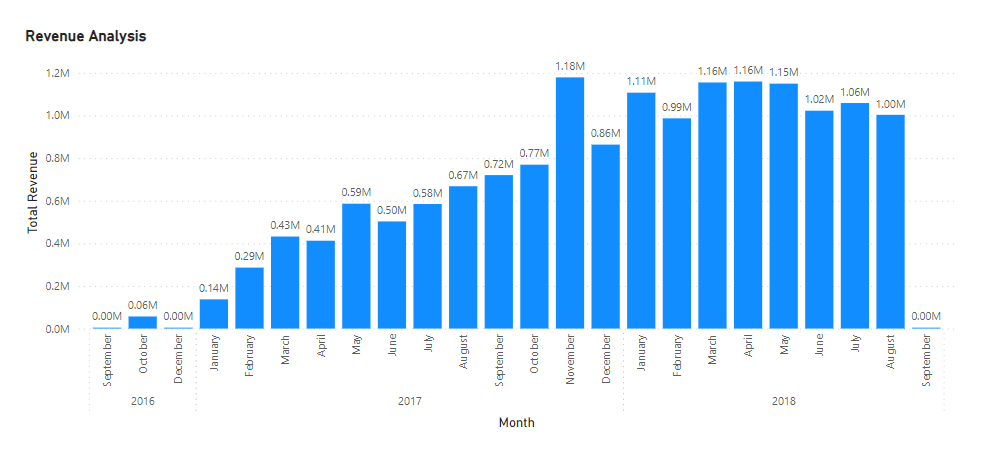 Revenue Analysis
Total Revenue
1.2M
1.0M
0.8M
0.6M
0.4M
0.2M
0.0M
0.00M
0.06M
0.00M
0.14M
0.29M
0.43M
0.41M
0.59M
0.50M
0.58M
0.67M
0.72M
0.77M
1.18M
0.86M
1.11M
0.99M
1.16M
1.16M
1.15M
1.02M
1.06M
1.00M
0.00M
September
October
December
January
February
March
April
May
June
July
August
September
October
November
December
January
February
March
April
May
June
July
August
September
2016
2017
2018
Month